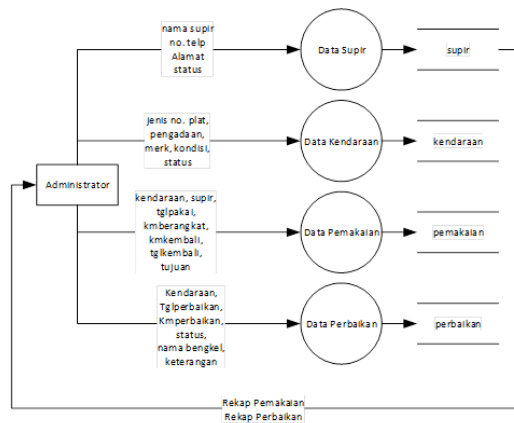 nama supir
no. telp
Alamat
status
Data Supir
supir
jenis no. plat,
pengadaan,
merk, kondisi,
status
Data Kendaraan
kendaraan
Administrator
kendaraan, supir,
tglpakai,
kmberangkat,
kmkembali,
tglkembali,
tujuan
Data Pemakaian
pemakaian
Kendaraan,
Tglperbaikan,
Kmperbaikan,
status,
nama bengkel,
keterangan
Data Perbaikan
perbaikan
Rekap Pemakaian
Rekap Perbaikan